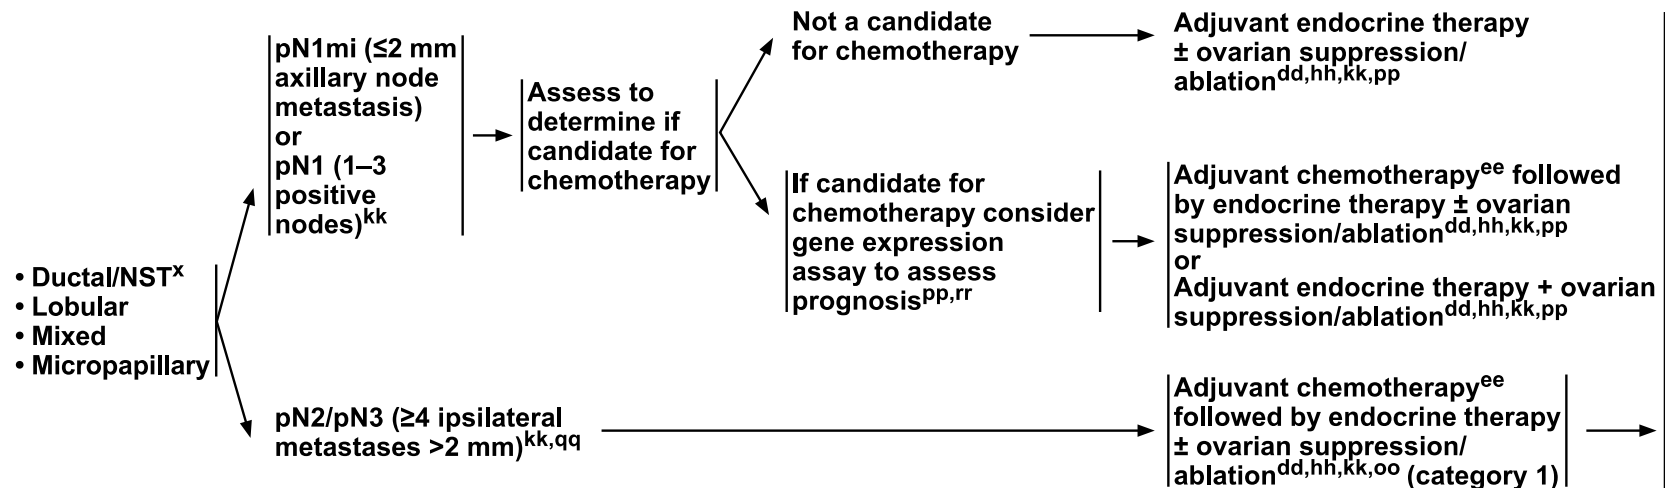 • Ductal/NSTx
• Lobular
• Mixed
• Micropapillary
pN1mi (≤2 mm
axillary node
metastasis)
or
pN1 (1–3
positive
nodes)kk
Assess to
determine if
candidate for
chemotherapy
Not a candidate
for chemotherapy
Adjuvant endocrine therapy
± ovarian suppression/
ablationdd,hh,kk,pp
If candidate for
chemotherapy consider
gene expression
assay to assess
prognosispp,rr
Adjuvant chemotherapyee followed
by endocrine therapy ± ovarian
suppression/ablationdd,hh,kk,pp
or
Adjuvant endocrine therapy + ovarian
suppression/ablationdd,hh,kk,pp
pN2/pN3 (≥4 ipsilateral
metastases >2 mm)kk,qq
Adjuvant chemotherapyee
followed by endocrine therapy
± ovarian suppression/
ablationdd,hh,kk,oo (category 1)